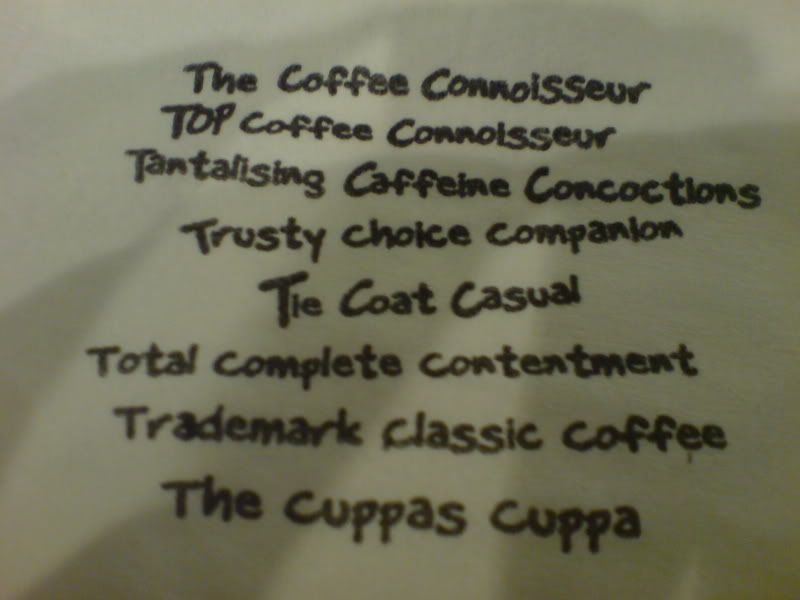 The Coffee Connoisseur
TOP Coffee Connoisseur
Tantalising Caffeine Concoctions
Trusty Choice Companion
Tie Coat Casual
Total Complete Contentment
Trademark Classic Coffee
The Cuppas Cuppa